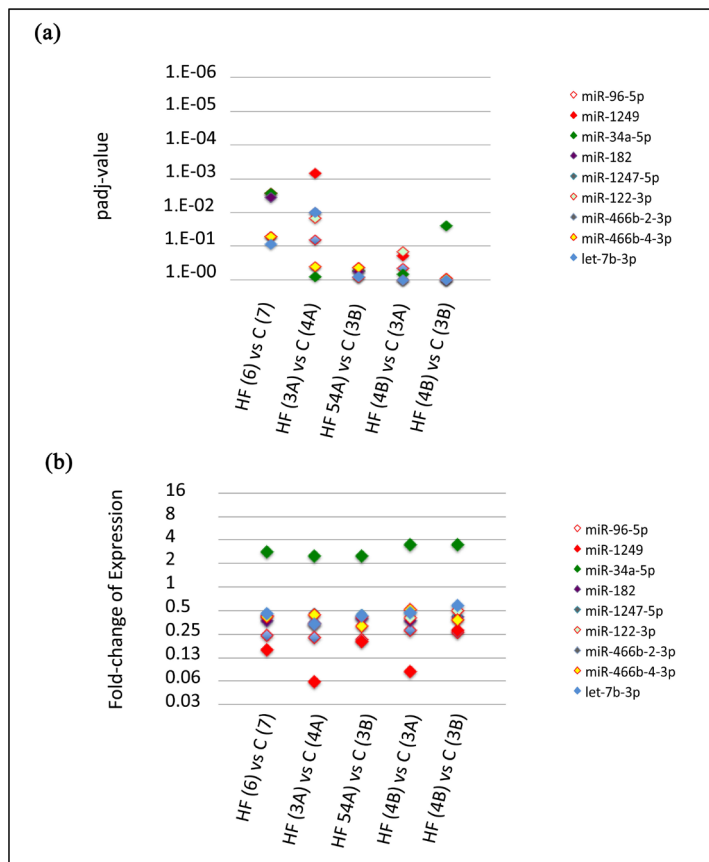 (a)
1.E-06
1.E-05
1.E-04
1.E-03
1.E-02
1.E-01
1.E-00
padj-value
miR-96-5p
miR-1249
miR-34a-5p
miR-182
miR-1247-5p
miR-122-3p
miR-466b-2-3p
miR-466b-4-3p
let-7b-3p
HF (6) vs C (7)
HF (3A) vs C (4A)
HF 54A) vs C (3B)
HF (4B) vs C (3A)
HF (4B) vs C (3B)
(b)
16
8
4
2
1
0.5
0.25
0.13
0.06
0.03
Fold-change of Expression
miR-96-5p
miR-1249
miR-34a-5p
miR-182
miR-1247-5p
miR-122-3p
miR-466b-2-3p
miR-466b-4-3p
let-7b-3p
HF (6) vs C (7)
HF (3A) vs C (4A)
HF 54A) vs C (3B)
HF (4B) vs C (3A)
HF (4B) vs C (3B)